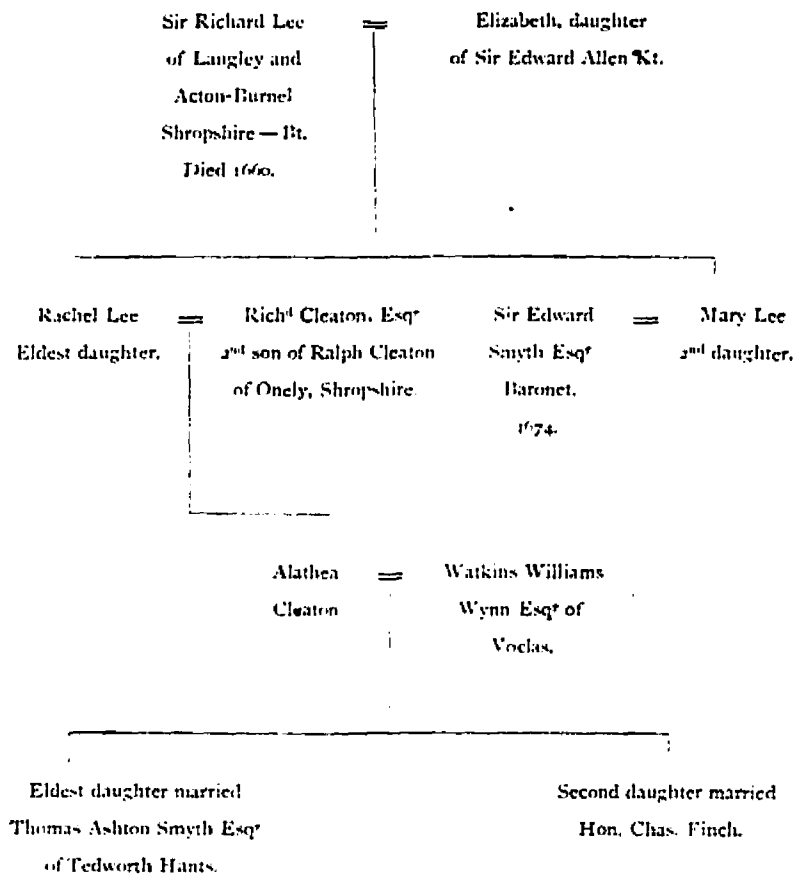 Sir Richard Lee = Elizabeth, daughter
of Langley and of Sir Edward Allen Kt.
Acton-Burnel
Shropshire — Bt.
Died 1660.
Rachel Lee = Richd Cleaton, Esqr Sir Edward = Mary Lee
Eldest daughter. 2nd son of Ralph Cleaton Smyth Esqr 2nd daughter.
of Onely, Shropshire. Baronet.
1674.
Alathea = Watkins Williams
Cleaton Wynn Esqr of
Voelas.
Eldest daughter married Second daughter married
Thomas Ashton Smyth Esqr Hon. Chas. Finch.
of Tedworth Hants.